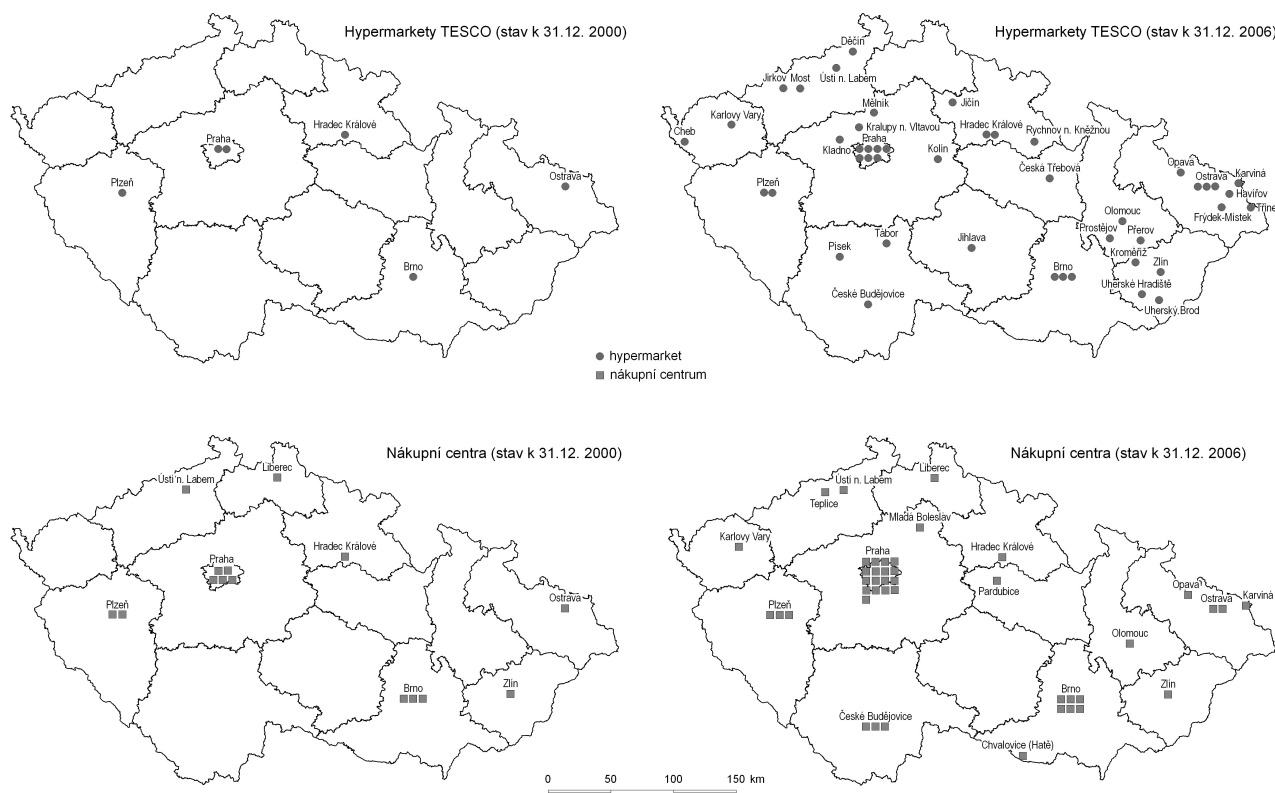 Hypermarkety TESCO (stav k 31.12. 2000)
Praha
Hradec Králové
Plzeň
Ostrava
Brno
Hypermarkety TESCO (stav k 31.12. 2006)
Děčín
Ústí n. Labem
Jirkov Most
Mělník
Jičín
Karlovy Vary
Cheb
Kralupy n. Vltavou
Hradec Králové
Rychnov n. Kněžnou
Praha
Kladno
Kolín
Česká Třebová
Opava
Ostrava
Karviná
Havířov
Plzeň
Frýdek-Místek
Třine
Olomouc
Prostějov
Přerov
Tábor
Písek
Jihlava
Kroměříž
Brno
Zlín
České Budějovice
Uherské Hradiště
Uherský Brod
hypermarket
nákupní centrum
Nákupní centra (stav k 31.12. 2000)
Liberec
Ústí n. Labem
Hradec Králové
Praha
Plzeň
Ostrava
Brno
Zlín
Nákupní centra (stav k 31.12. 2006)
Liberec
Ústí n. Labem
Teplice
Mladá Boleslav
Karlovy Vary
Praha
Hradec Králové
Pardubice
Opava
Ostrava
Karviná
Plzeň
Olomouc
Brno
Zlín
České Budějovice
Chvalovice (Hatě)
0 50 100 150 km